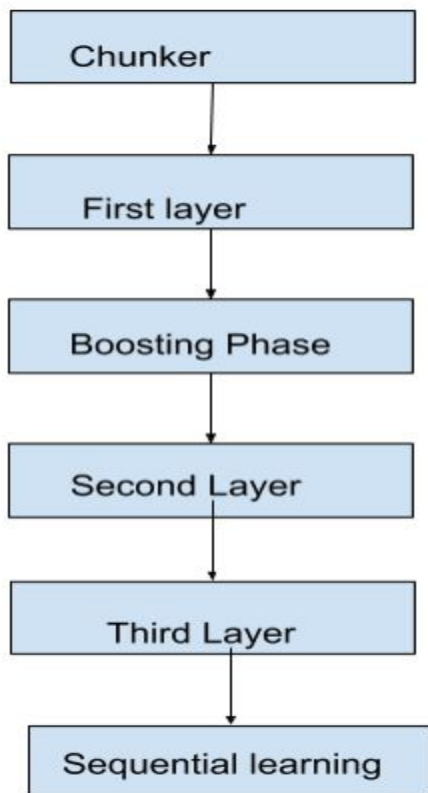 Chunker
First layer
Boosting Phase
Second Layer
Third Layer
Sequential learning